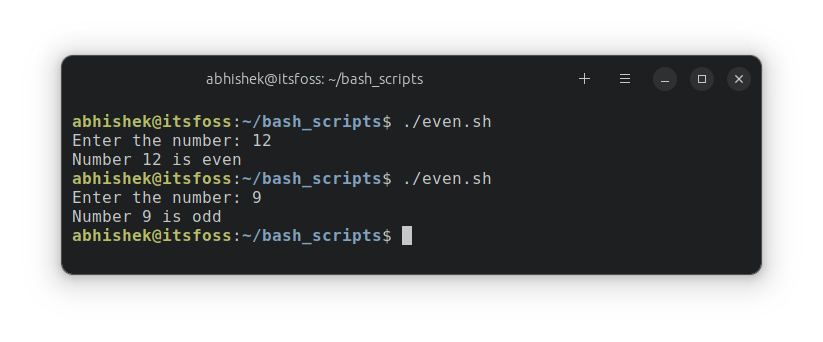 abhishek@itsfoss: ~/bash_scripts
abhishek@itsfoss:~/bash_scripts$ ./even.sh
Enter the number: 12
Number 12 is even
abhishek@itsfoss:~/bash_scripts$ ./even.sh
Enter the number: 9
Number 9 is odd
abhishek@itsfoss:~/bash_scripts$